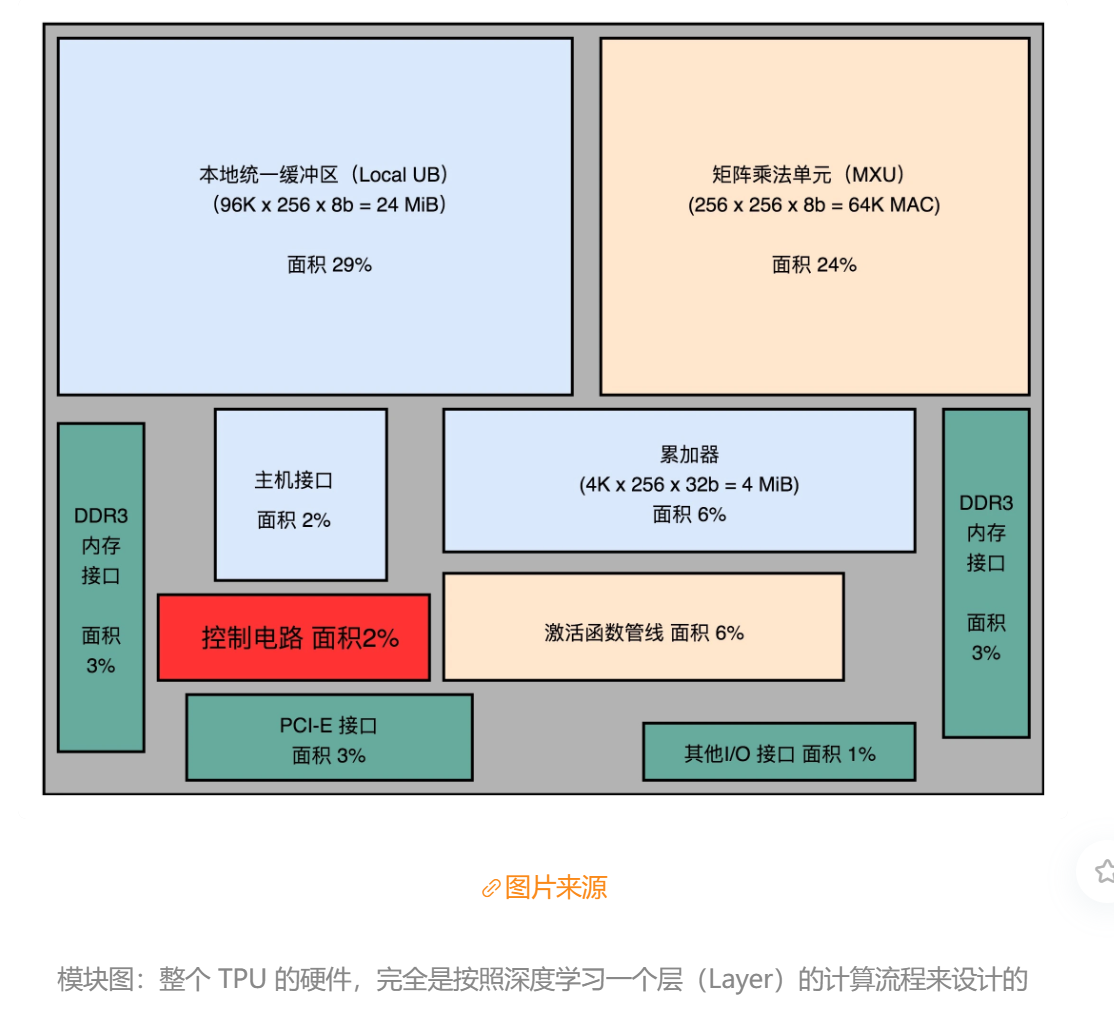 本地统一缓冲区（Local UB）
（96K x 256 x 8b = 24 MiB）
面积 29%
矩阵乘法单元（MXU）
(256 x 256 x 8b = 64K MAC)
面积 24%
DDR3
内存
接口
面积
3%
主机接口
面积 2%
累加器
(4K x 256 x 32b = 4 MiB)
面积 6%
DDR3
内存
接口
面积
3%
控制电路 面积2%
激活函数管线 面积 6%
PCI-E 接口
面积 3%
其他I/O 接口 面积 1%
图片来源
模块图：整个 TPU 的硬件，完全是按照深度学习一个层（Layer）的计算流程来设计的